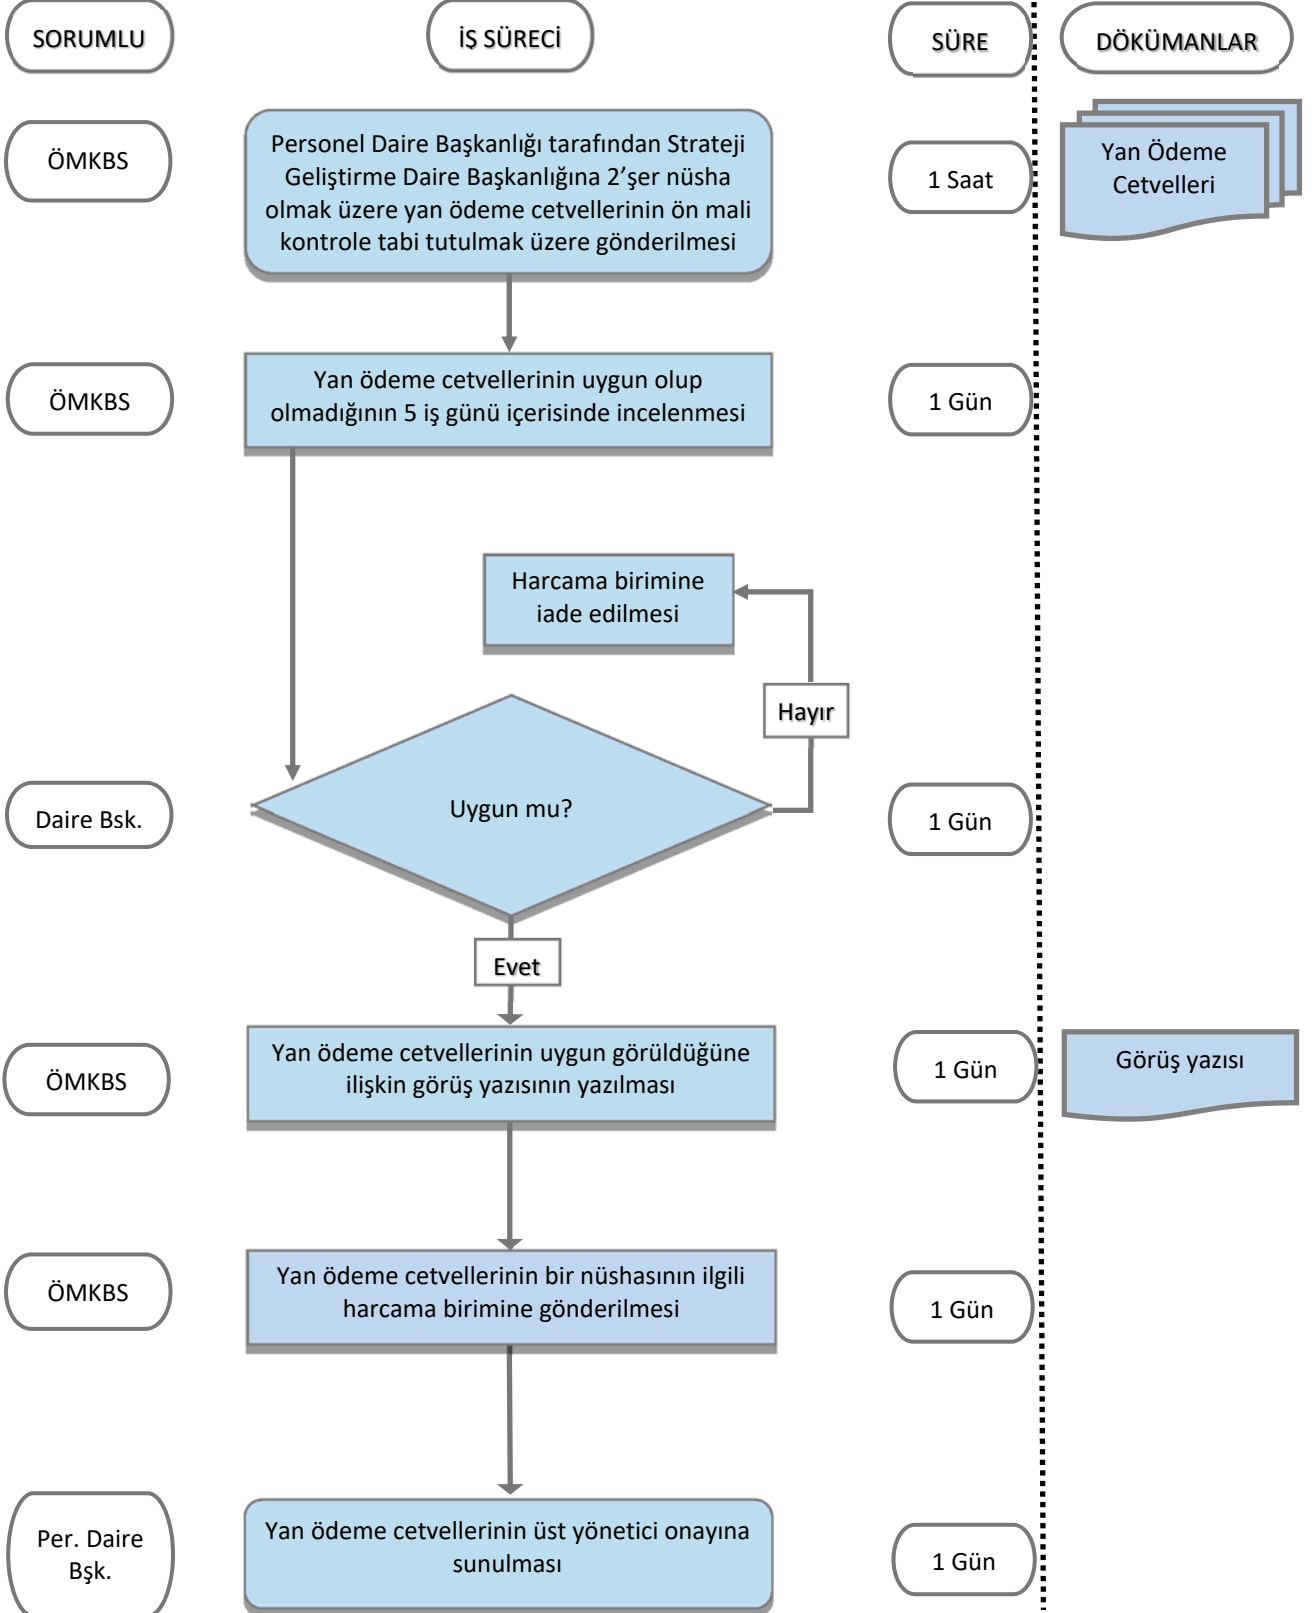 SORUMLU
İŞ SÜRECİ
SÜRE
DÖKÜMANLAR
ÖMKBS
Personel Daire Başkanlığı tarafından Strateji
Geliştirme Daire Başkanlığına 2’şer nüsha
olmak üzere yan ödeme cetvellerinin ön mali
kontrole tabi tutulmak üzere gönderilmesi
1 Saat
Yan Ödeme
Cetvelleri
ÖMKBS
Yan ödeme cetvellerinin uygun olup
olmadığının 5 iş günü içerisinde incelenmesi
1 Gün
Harcama birimine
iade edilmesi
Hayır
Daire Bsk.
Uygun mu?
1 Gün
Evet
ÖMKBS
Yan ödeme cetvellerinin uygun görüldüğüne
ilişkin görüş yazısının yazılması
1 Gün
Görüş yazısı
ÖMKBS
Yan ödeme cetvellerinin bir nüshasının ilgili
harcama birimine gönderilmesi
1 Gün
Per. Daire
Bşk.
Yan ödeme cetvellerinin üst yönetici onayına
sunulması
1 Gün